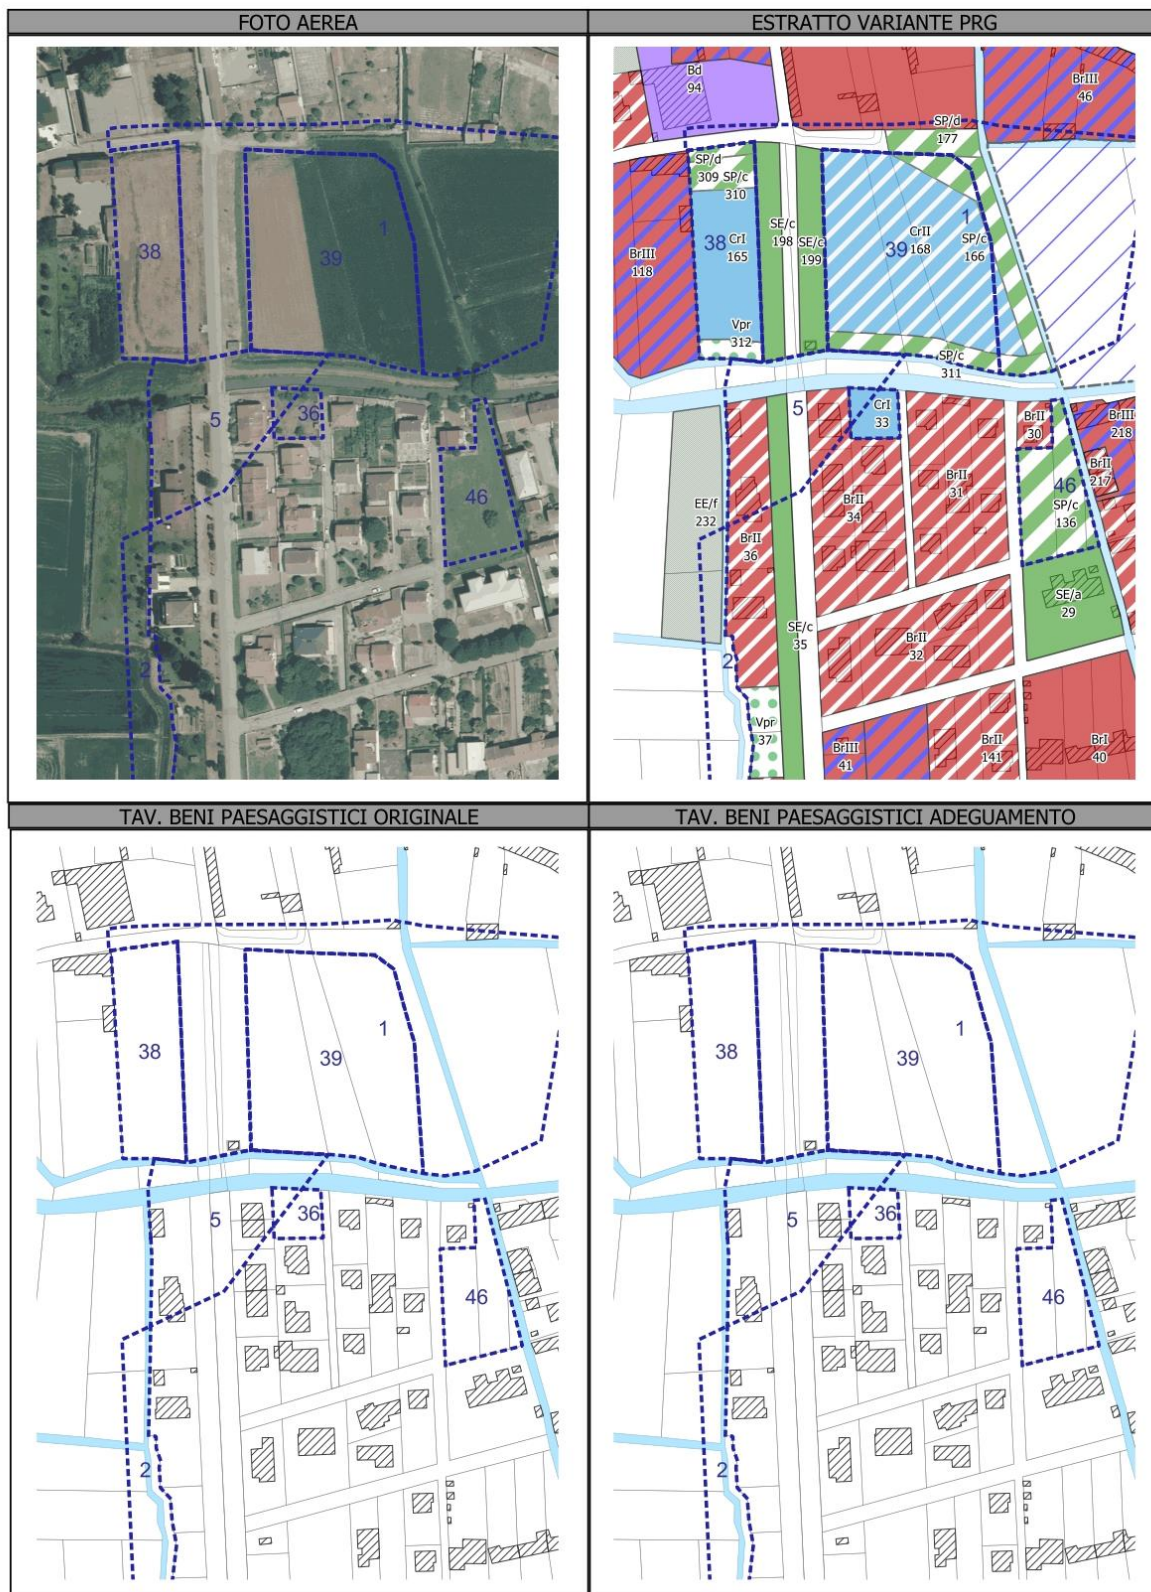 FOTO AEREA
38
39
1
5
36
46
2
ESTRATTO VARIANTE PRG
Bd
94
BrIII
46
SP/d
177
SP/d
309
SP/c
310
SE/c
198
SE/c
199
BrIII
118
38
CrI
165
39
CrII
168
1
SP/c
166
Vpr
312
SP/c
311
5
CrI
33
BrII
30
BrIII
218
BrII
217
46
SP/c
136
EE/f
232
BrII
36
BrII
34
BrII
31
SE/a
29
SE/c
35
BrII
32
2
Vpr
37
BrIII
41
BrII
141
BrI
40
TAV. BENI PAESAGGISTICI ORIGINALE
38
39
1
5
36
46
2
TAV. BENI PAESAGGISTICI ADEGUAMENTO
38
39
1
5
36
46
2